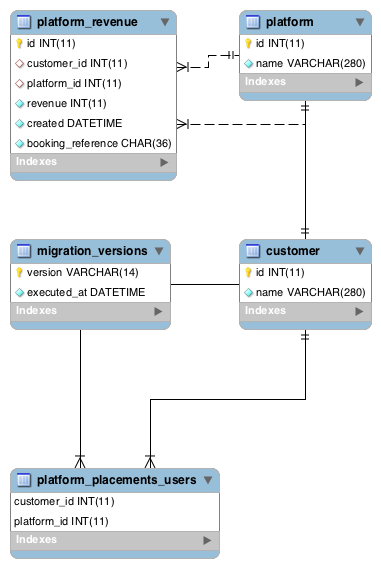 platform_revenue
id INT(11)
customer_id INT(11)
platform_id INT(11)
revenue INT(11)
created DATETIME
booking_reference CHAR(36)
Indexes
platform
id INT(11)
name VARCHAR(280)
Indexes
migration_versions
version VARCHAR(14)
executed_at DATETIME
Indexes
customer
id INT(11)
name VARCHAR(280)
Indexes
platform_placements_users
customer_id INT(11)
platform_id INT(11)
Indexes